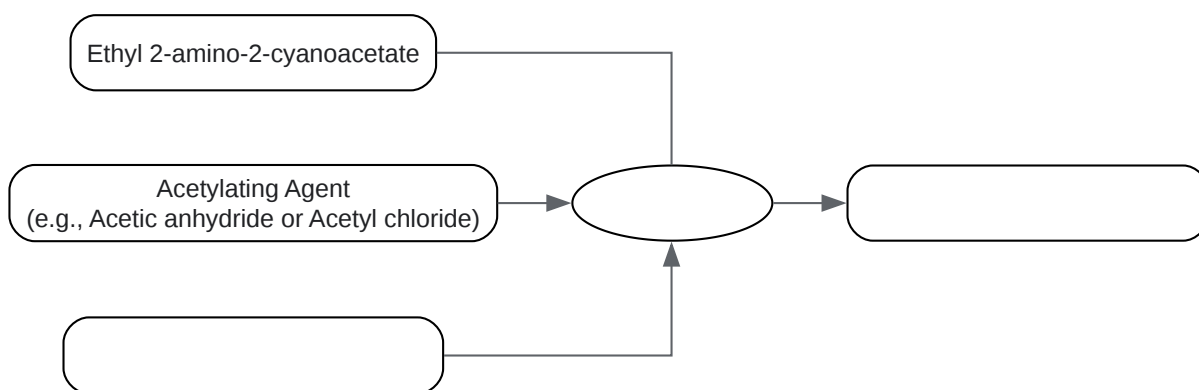 Ethyl 2-amino-2-cyanoacetate
Acetylating Agent
(e.g., Acetic anhydride or Acetyl chloride)